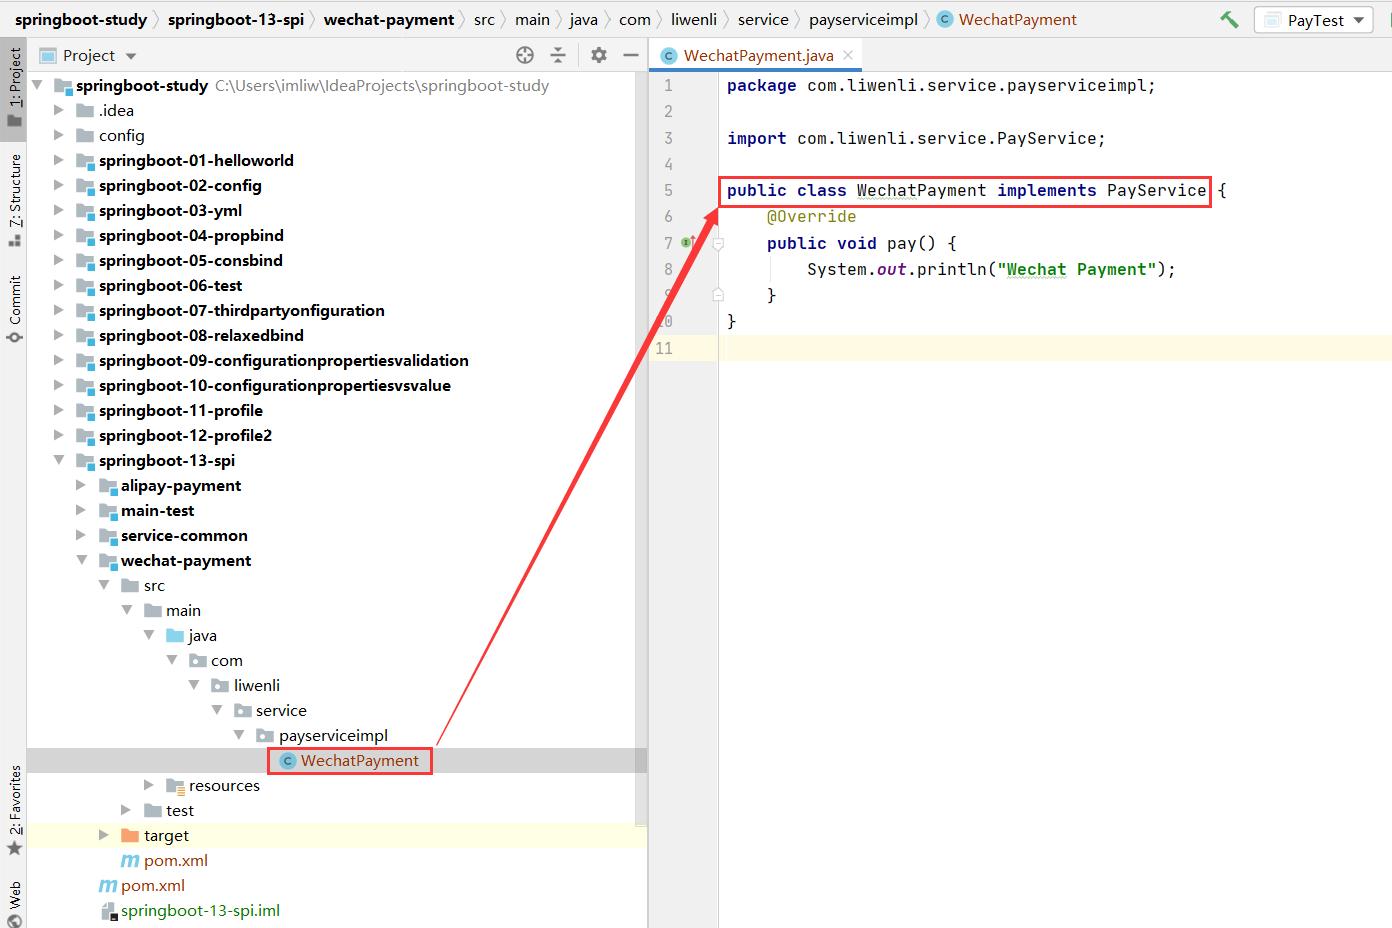 springboot-study springboot-13-spi wechat-payment src main java com liwenli service payserviceimpl WechatPayment
PayTest
1: Project
7: Structure
Commit
2: Favorites
Web
Project
springboot-study C:\Users\imliw\IdeaProjects\springboot-study
.idea
config
springboot-01-helloworld
springboot-02-config
springboot-03-yml
springboot-04-propbind
springboot-05-consbind
springboot-06-test
springboot-07-thirdpartyonfiguration
springboot-08-relaxedbind
springboot-09-configurationpropertiesvalidation
springboot-10-configurationpropertiesvsvalue
springboot-11-profile
springboot-12-profile2
springboot-13-spi
alipay-payment
main-test
service-common
wechat-payment
src
main
java
com
liwenli
service
payserviceimpl
WechatPayment
resources
test
target
pom.xml
pom.xml
springboot-13-spi.iml
WechatPayment.java
1 package com.liwenli.service.payserviceimpl;
2
3 import com.liwenli.service.PayService;
4
5 public class WechatPayment implements PayService {
6 @Override
7 public void pay() {
8 System.out.println("Wechat Payment");
9 }
10 }
11